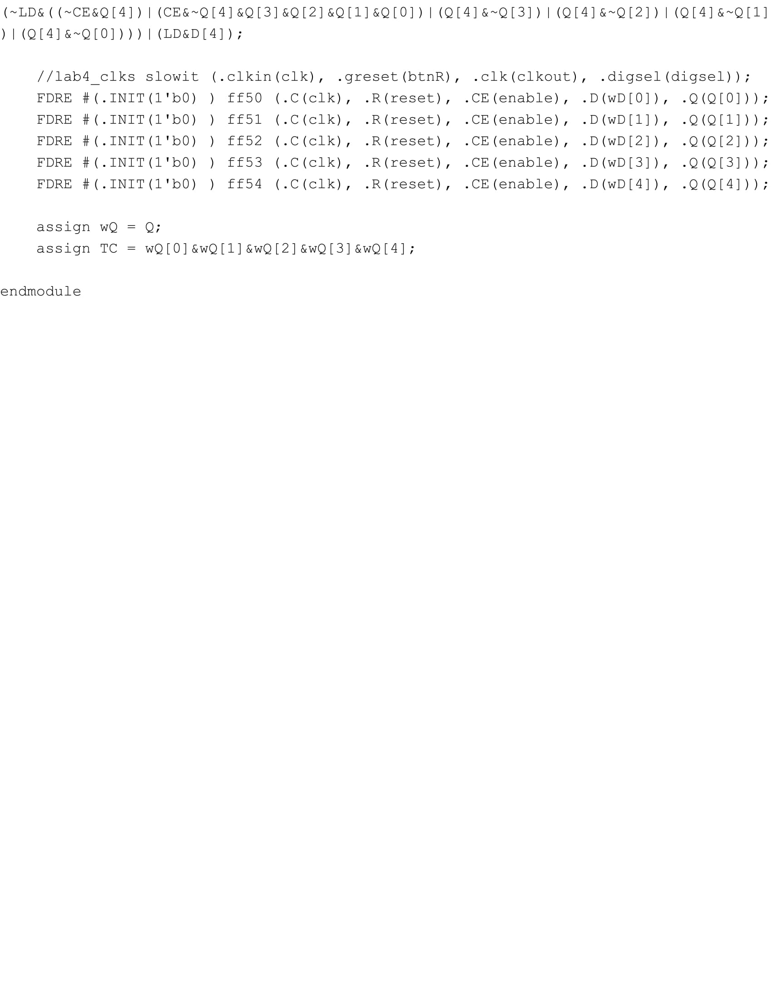 (~LD&((~CE&Q[4])|(CE&~Q[4]&Q[3]&Q[2]&Q[1]&Q[0])|(Q[4]&~Q[3])|(Q[4]&~Q[2])|(Q[4]&~Q[1]
)|(Q[4]&~Q[0])))|(LD&D[4]);
//lab4_clks slowit (.clkin(clk), .greset(btnR), .clk(clkout), .digsel(digsel));
FDRE #(.INIT(1'b0) ) ff50 (.C(clk), .R(reset), .CE(enable), .D(wD[0]), .Q(Q[0]));
FDRE #(.INIT(1'b0) ) ff51 (.C(clk), .R(reset), .CE(enable), .D(wD[1]), .Q(Q[1]));
FDRE #(.INIT(1'b0) ) ff52 (.C(clk), .R(reset), .CE(enable), .D(wD[2]), .Q(Q[2]));
FDRE #(.INIT(1'b0) ) ff53 (.C(clk), .R(reset), .CE(enable), .D(wD[3]), .Q(Q[3]));
FDRE #(.INIT(1'b0) ) ff54 (.C(clk), .R(reset), .CE(enable), .D(wD[4]), .Q(Q[4]));
assign wQ = Q;
assign TC = wQ[0]&wQ[1]&wQ[2]&wQ[3]&wQ[4];
endmodule